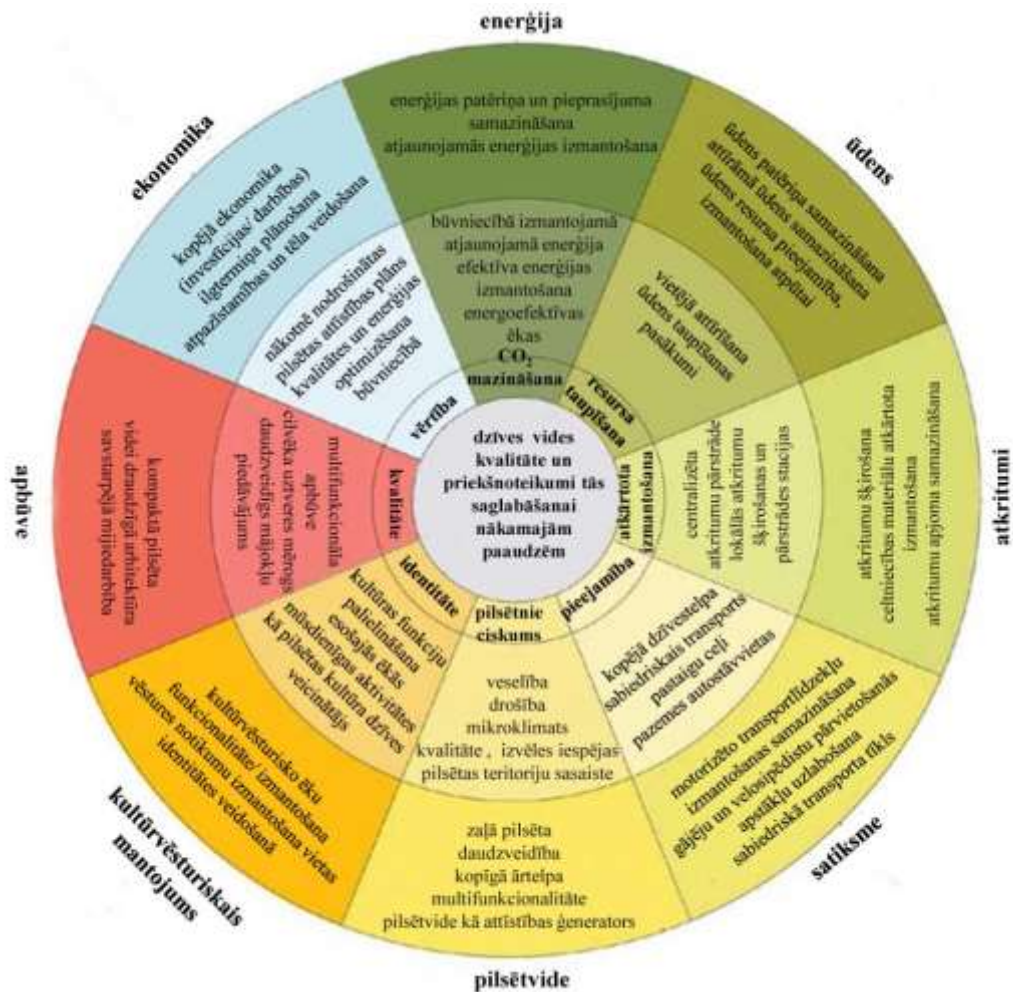 enerģija
enerģijas patēriņa un pieprasījuma
samazināšana
atjaunojamās enerģijas izmantošana
būvniecībā izmantojamā
atjaunojamā enerģija
efektīva enerģijas
izmantošana
energoefektīvas
ēkas
CO₂
mazināšana
ūdens
ūdens patēriņa samazināšana
attīrāmā ūdens samazināšana
ūdens resursa pieejamība,
izmantošana atpūtai
vietējā attīrīšana
ūdens taupīšanas
pasākumi
resursa
taupīšana
atkritumi
atkritumu šķirošana
celtniecības materiālu atkārtota
izmantošana
atkritumu apjoma samazināšana
centralizēta
atkritumu pārstrāde
lokālās atkritumu
šķirošanas un
pārstrādes stacijas
atkārtota
izmantošana
satiksme
motorizēto transportlīdzekļu
izmantošanas samazināšana
gājēju un velosipēdistu pārvietošanās
apstākļu uzlabošana
sabiedriskā transporta tīkls
kopējā dzīvestelpa
sabiedriskais transports
pastaigu ceļi
pazemes autostāvvietas
pieejamība
pilsētvide
zaļā pilsēta
daudzveidība
kopīgā ārtelpa
multifunkcionalitāte
pilsētvide kā attīstības ģenerators
veselība
drošība
mikroklimats
kvalitāte , izvēles iespējas
pilsētas teritoriju sasaiste
pilsētnie
ciskums
kultūrvēsturiskais
mantojums
kultūrvēsturisko ēku
funkcionalitāte/ izmantošana
vēstures notikumu izmantošana vietas
identitātes veidošanā
kultūras funkciju
palielināšana
esošajās ēkās
mūsdienīgas aktivitātes
kā pilsētas kultūra dzīves
veicinātājs
identitāte
apbūve
kompaktā pilsēta
videi draudzīgā arhitektūra
savstarpējā mijiedarbība
multifunkcionāla
apbūve
cilvēka uztveres mērogs
daudzveidīgs mājokļu
piedāvājums
kvalitāte
ekonomika
kopējā ekonomika
(investīcijas/ darbības)
ilgtermiņa plānošana
atpazīstamības un tēla veidošana
nākotnē nodrotinātas
pilsētas attīstības plāns
kvalitātes un enerģijas
optimizēšana
būvniecībā
vērtība
dzīves vides
kvalitāte un
priekšnoteikumi tās
saglabāšanai
nākamajām
paaudzēm